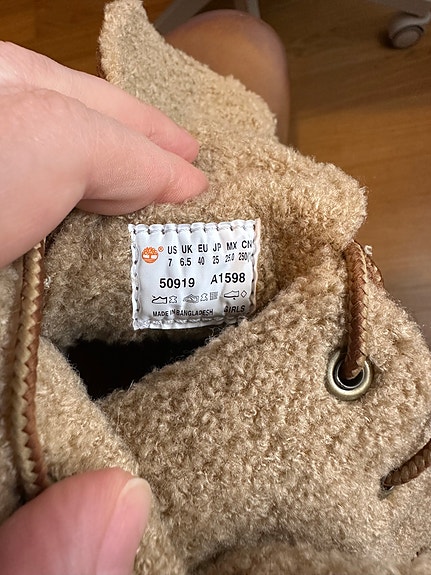 US UK EU JP MX CN
7 6.5 40 25 25.0 250
50919 A1598
MADE IN BANGLADESH GIRLS